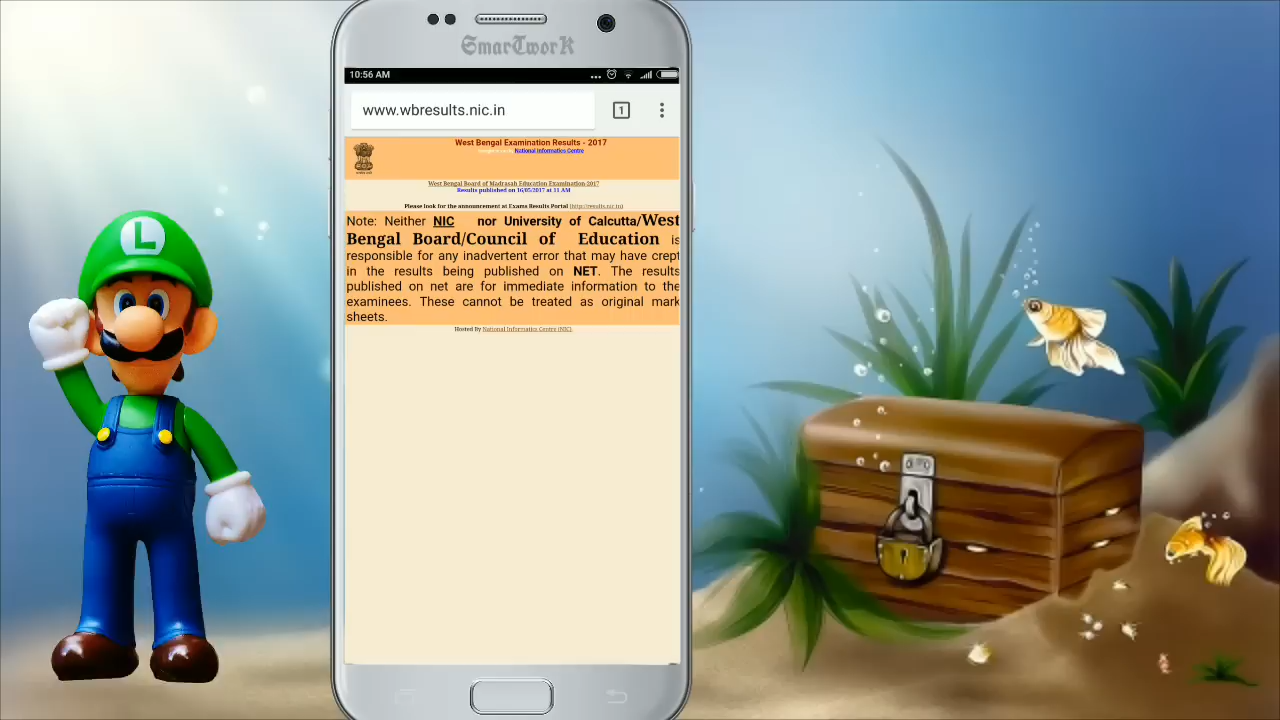 SmarTworK
10:56 AM
www.wbresults.nic.in
1
West Bengal Examination Results - 2017
National Informatics Centre
West Bengal Board of Madrasah Education Examination-2017
Results published on 16/05/2017 at 11 AM
Please look for the announcement at Exams Results Portal (http://results.nic.in)
Note: Neither NIC nor University of Calcutta/West
Bengal Board/Council of Education is
responsible for any inadvertent error that may have crept
in the results being published on NET. The results
published on net are for immediate information to the
examinees. These cannot be treated as original mark
sheets.
Hosted By National Informatics Centre (NIC).
L